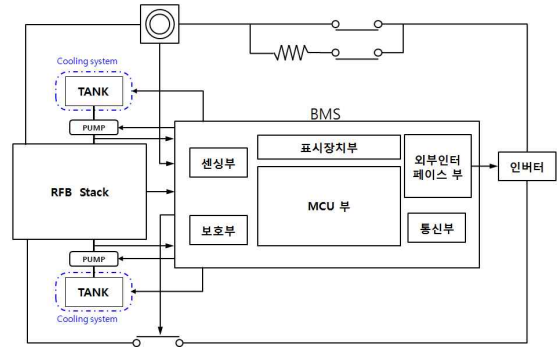 Cooling system
TANK
PUMP
BMS
표시장치부
센싱부
외부인터
페이스 부
인버터
RFB Stack
MCU 부
보호부
통신부
PUMP
TANK
Cooling system